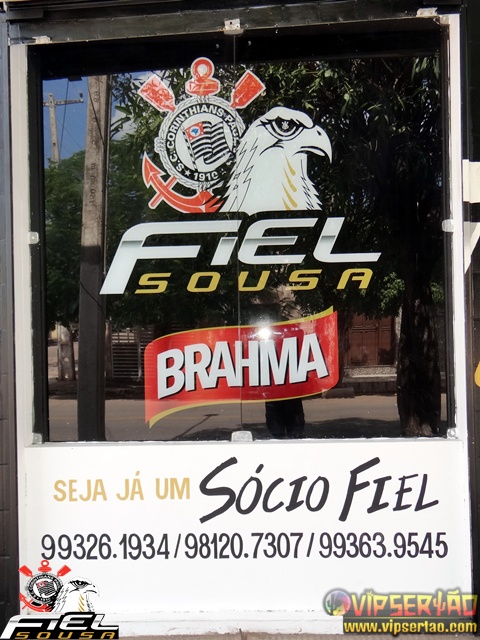 S.C. CORINTHIANS PAULISTA
1910
FIEL
SOUSA
BRAHMA
SEJA JÁ UM SÓCIO FIEL
99326.1934/98120.7307/99363.9545
FIEL
SOUSA
VIPSERTÃO
www.vipsertao.com